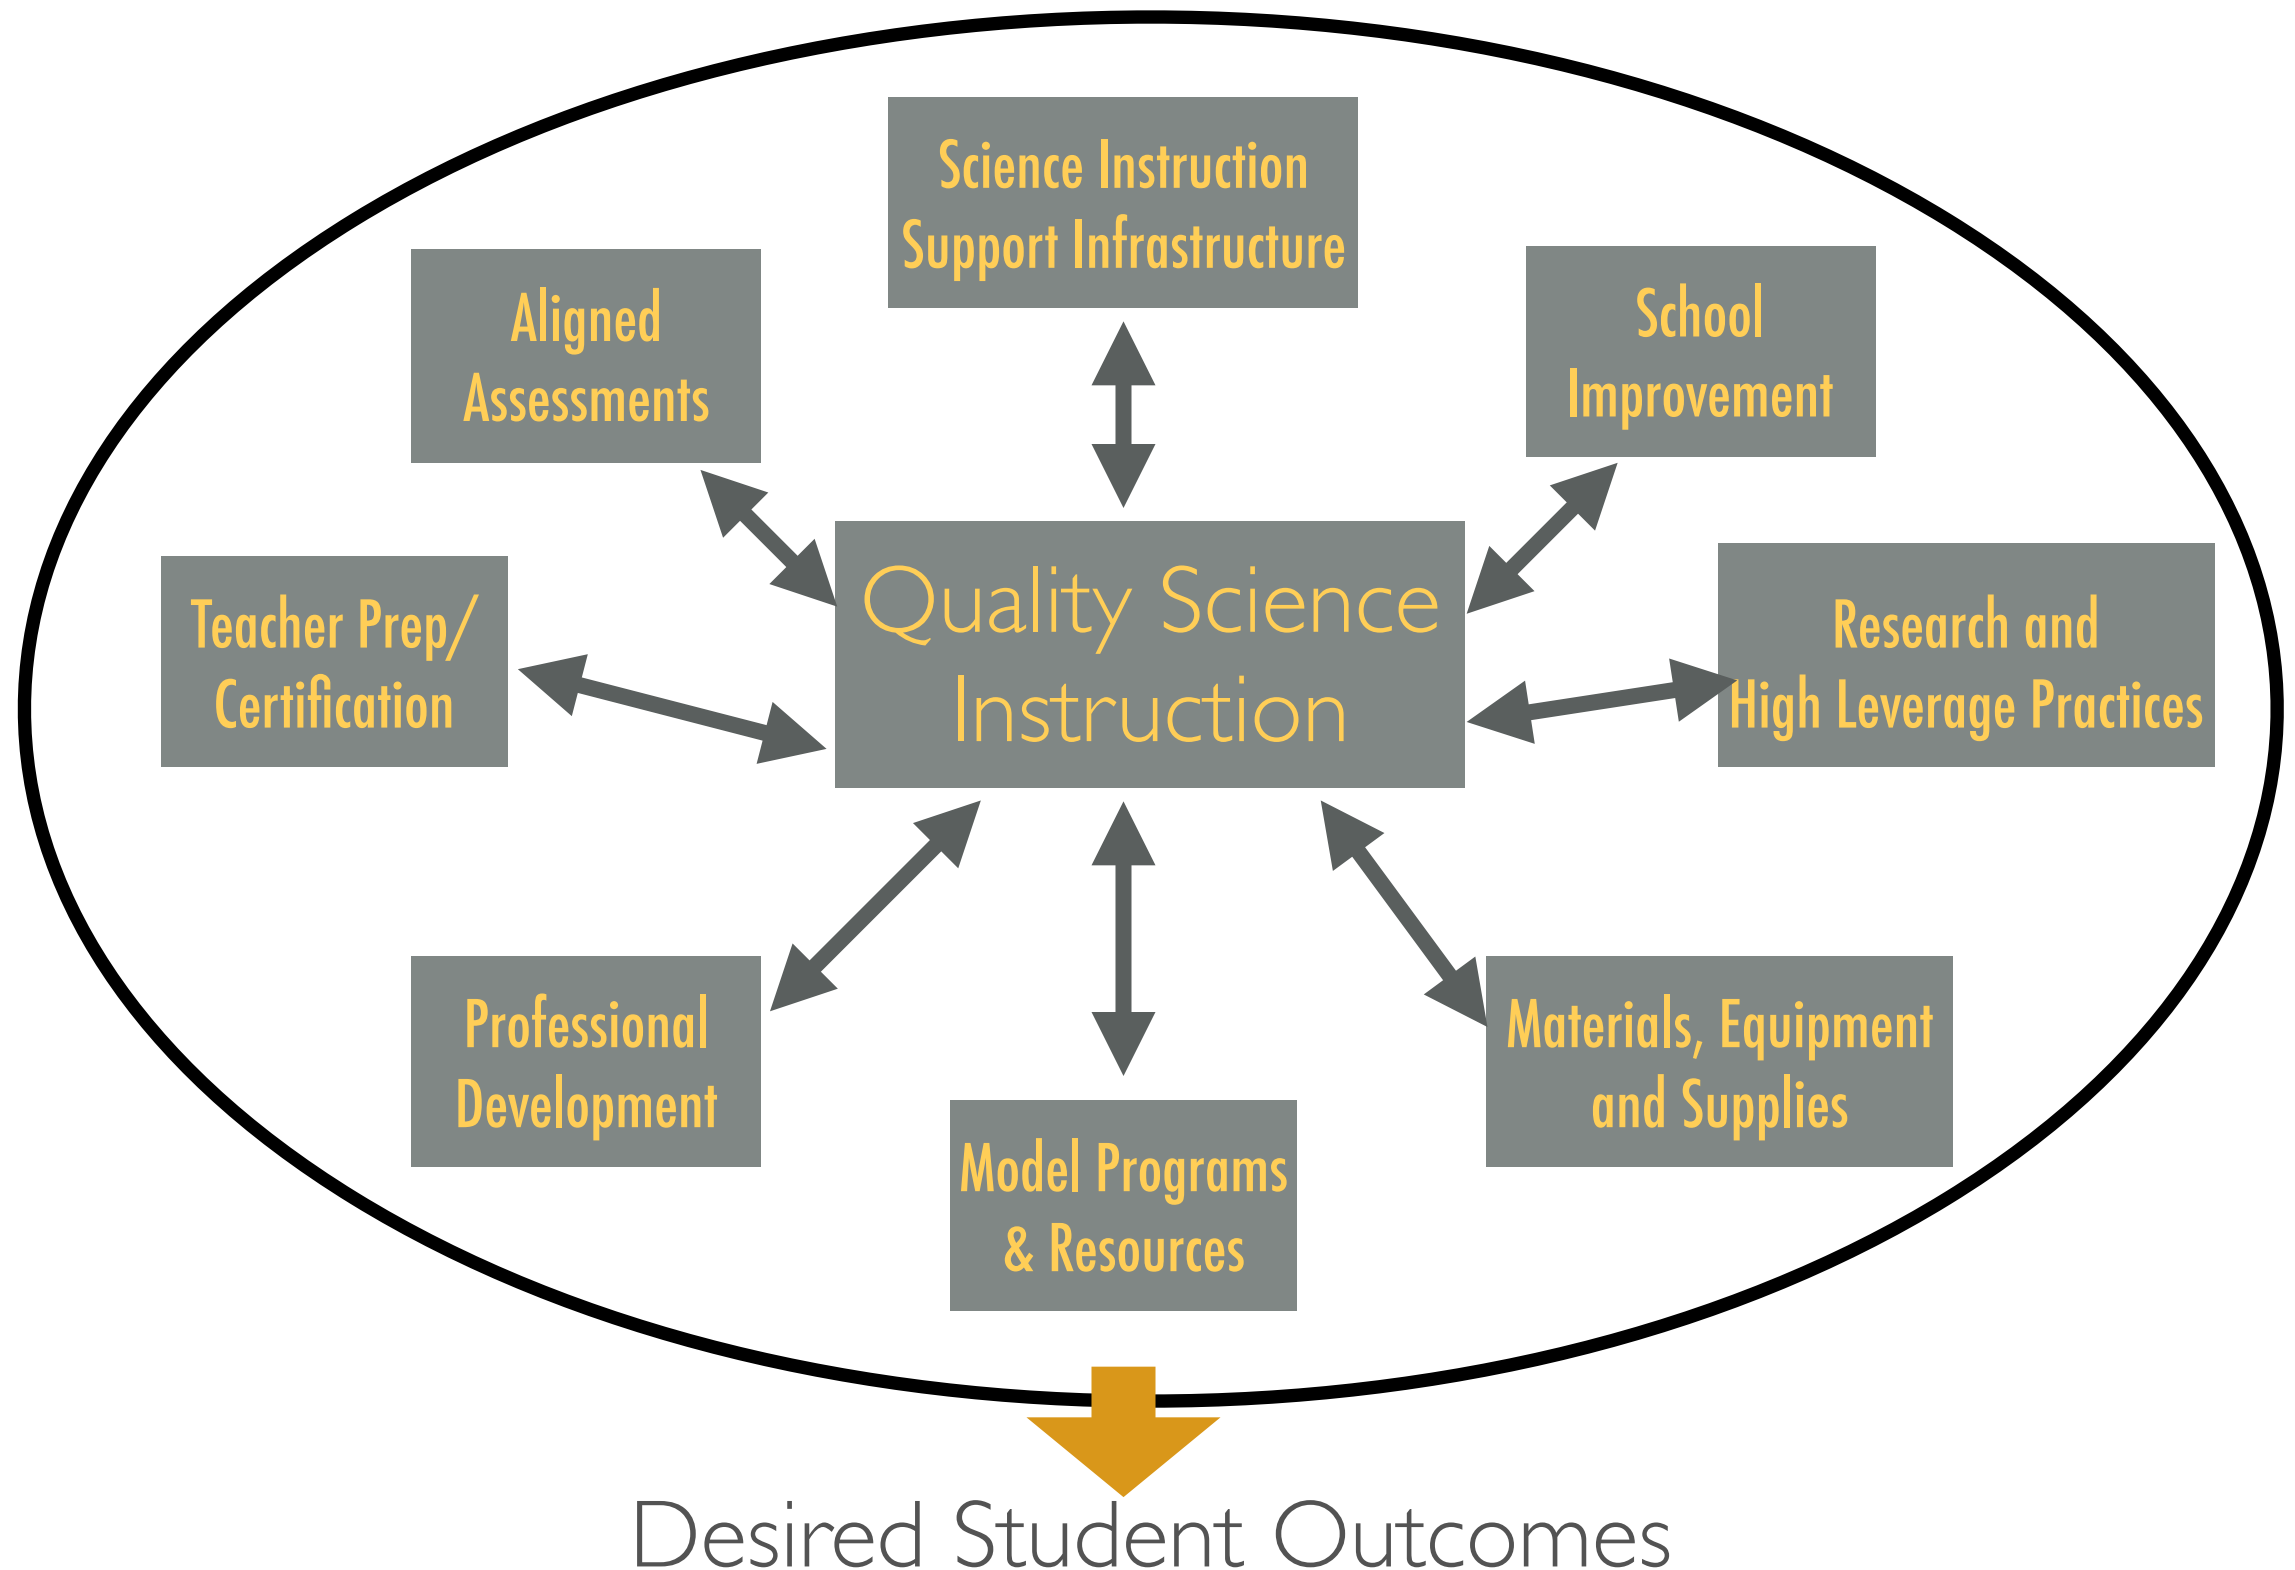 Science Instruction
Support Infrastructure
Aligned
Assessments
School
Improvement
Quality Science
Instruction
Teacher Prep/
Certification
Research and
High Leverage Practices
Professional
Development
Materials, Equipment
and Supplies
Model Programs
& Resources
Desired Student Outcomes